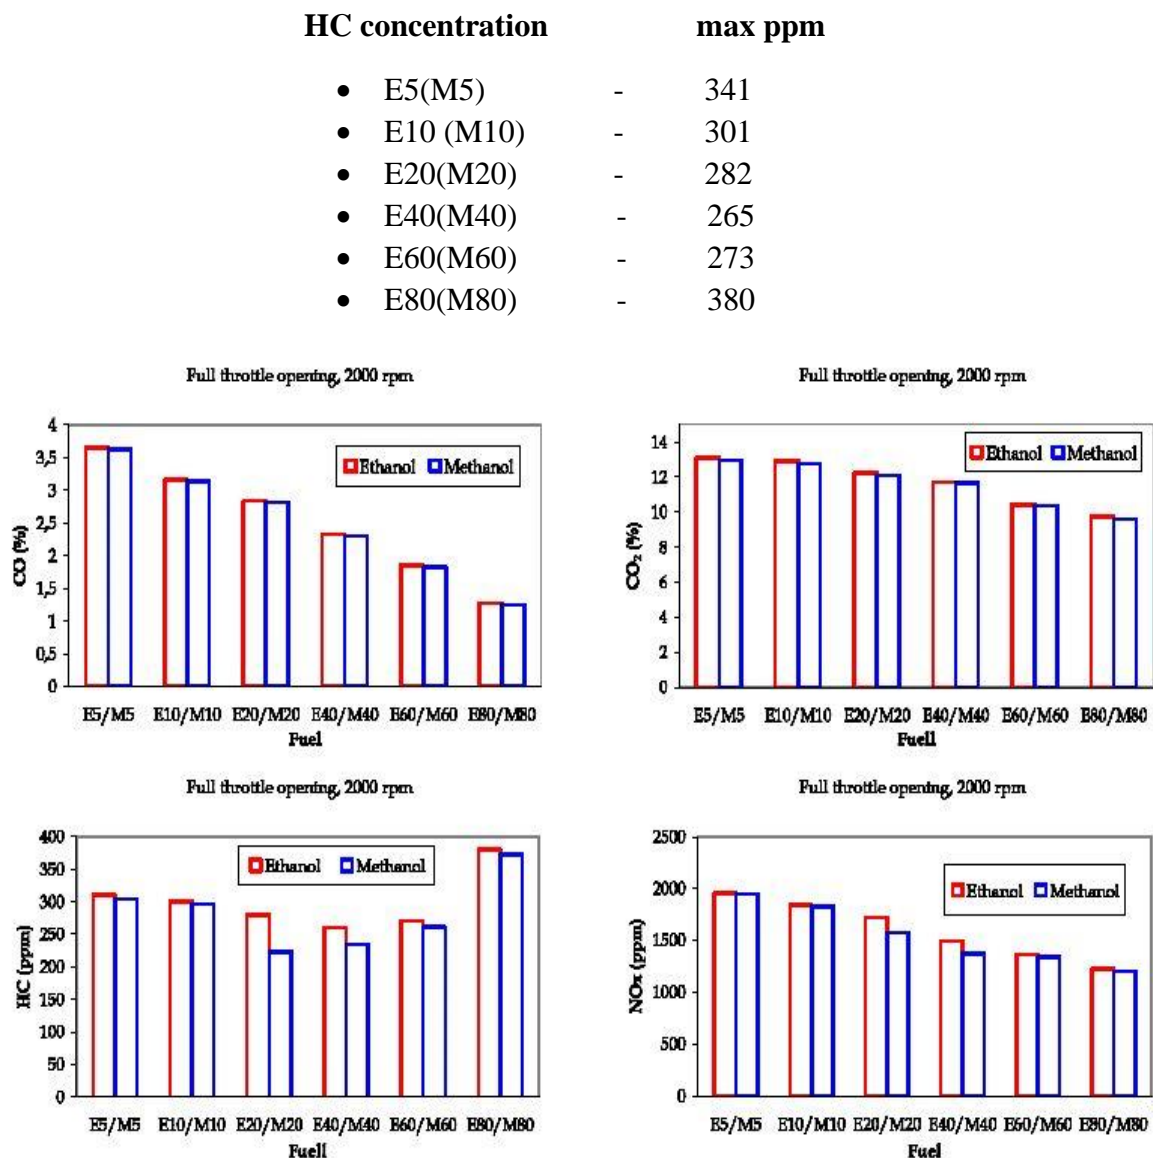 HC concentration max ppm
• E5(M5) - 341
• E10 (M10) - 301
• E20(M20) - 282
• E40(M40) - 265
• E60(M60) - 273
• E80(M80) - 380
Full throttle opening, 2000 rpm
4
3,5
3
2,5
2
1,5
1
0,5
0
CO (%)
Ethanol Methanol
E5/M5 E10/M10 E20/M20 E40/M40 E60/M60 E80/M80
Fuel
Full throttle opening, 2000 rpm
14
12
10
8
6
4
2
0
CO₂ (%)
Ethanol Methanol
E5/M5 E10/M10 E20/M20 E40/M40 E60/M60 E80/M80
Fuell
Full throttle opening, 2000 rpm
400
350
300
250
200
150
100
50
0
HC (ppm)
Ethanol Methanol
E5/M5 E10/M10 E20/M20 E40/M40 E60/M60 E80/M80
Fuell
Full throttle opening, 2000 rpm
2500
2000
1500
1000
500
0
NOx (ppm)
Ethanol Methanol
E5/M5 E10/M10 E20/M20 E40/M40 E60/M60 E80/M80
Fuel